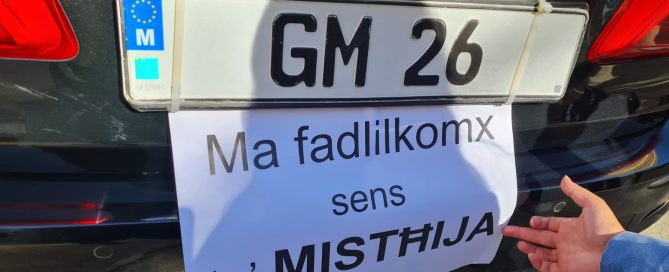 M
GM 26
Ma fadlilkomx
sens
MISTĦIJA